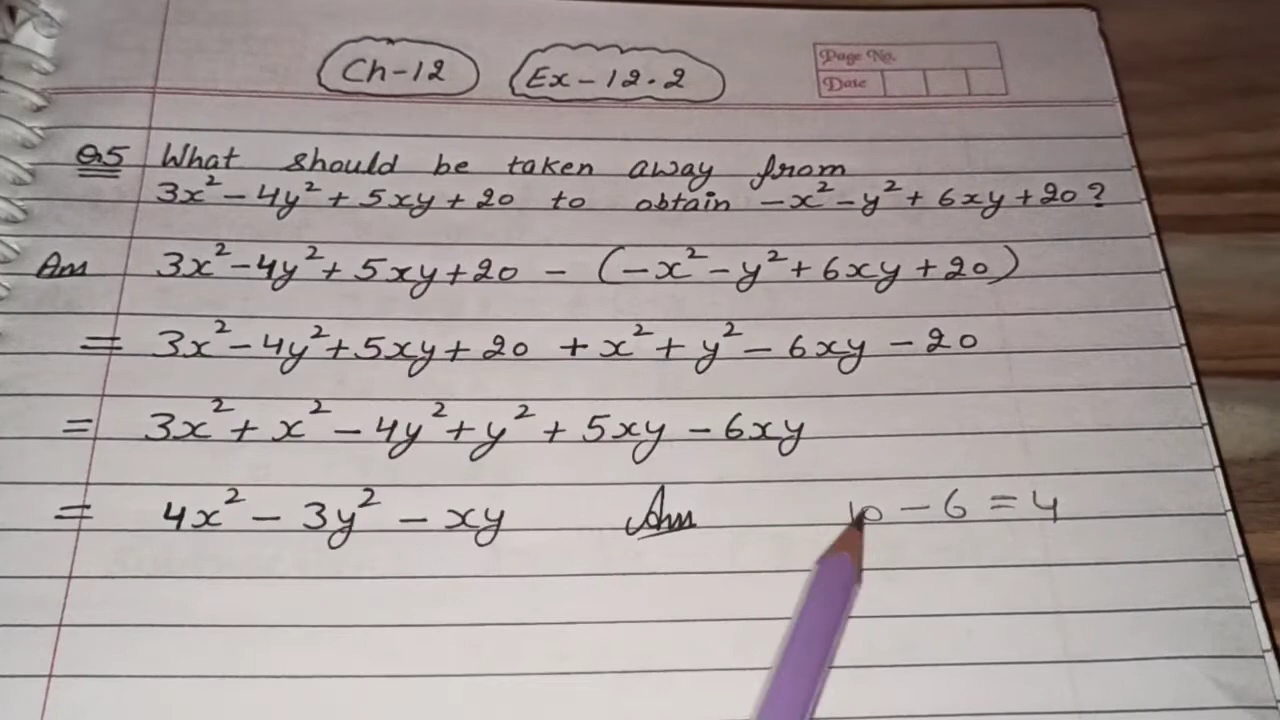 Ch-12 Ex-12.2
Page No.
Date
Q5 What should be taken away from
3x² - 4y² + 5xy + 20 to obtain -x² - y² + 6xy + 20?
Ans 3x² - 4y² + 5xy + 20 - (-x² - y² + 6xy + 20)
= 3x² - 4y² + 5xy + 20 + x² + y² - 6xy - 20
= 3x² + x² - 4y² + y² + 5xy - 6xy
= 4x² - 3y² - xy Ans 10 - 6 = 4